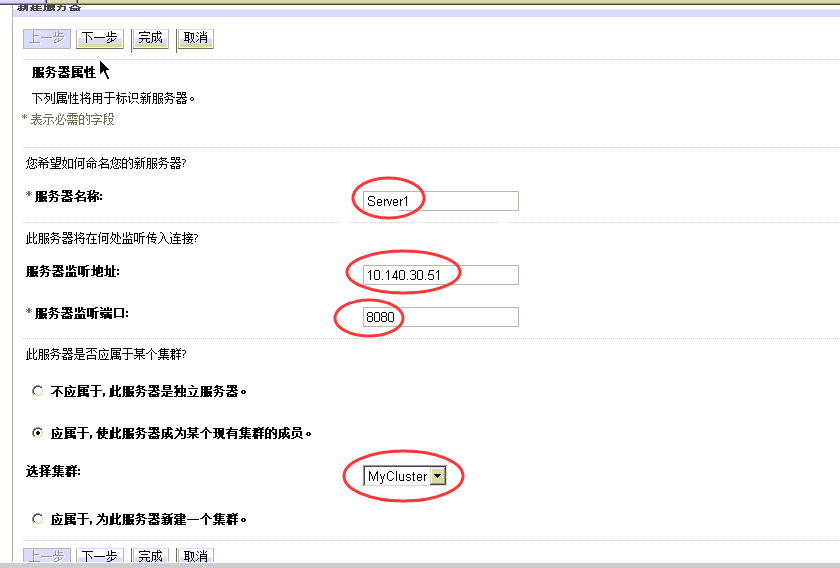 新建服务器
上一步 下一步 完成 取消
服务器属性
下列属性将用于标识新服务器。
* 表示必需的字段
您希望如何命名您的新服务器?
* 服务器名称: Server1
此服务器将在何处监听传入连接?
服务器监听地址: 10.140.30.51
* 服务器监听端口: 8080
此服务器是否应属于某个集群?
不应属于, 此服务器是独立服务器。
应属于, 使此服务器成为某个现有集群的成员。
选择集群: MyCluster
应属于, 为此服务器新建一个集群。
上一步 下一步 完成 取消